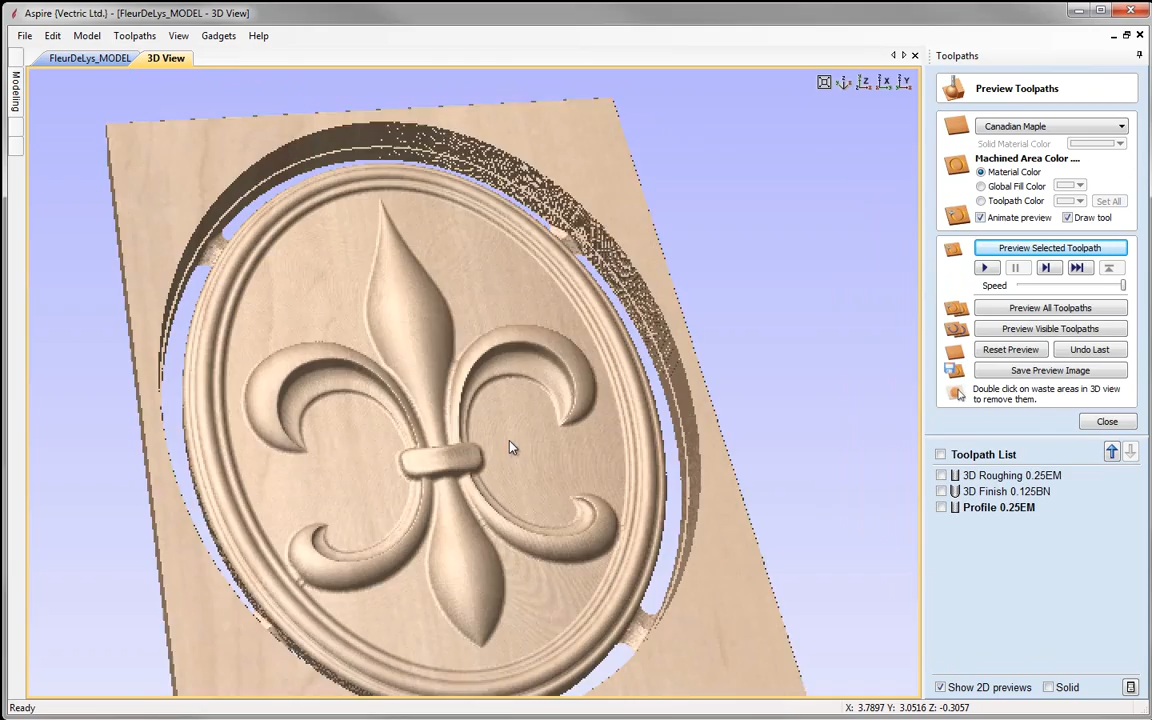 Aspire {Vectric Ltd.} - [FleurDeLys_MODEL - 3D View]
File Edit Model Toolpaths View Gadgets Help
FleurDeLys_MODEL 3D View
Modeling
Toolpaths
Preview Toolpaths
Canadian Maple
Solid Material Color
Machined Area Color ....
Material Color
Global Fill Color
Toolpath Color Set All
Animate preview Draw tool
Preview Selected Toolpath
Speed
Preview All Toolpaths
Preview Visible Toolpaths
Reset Preview Undo Last
Save Preview Image
Double click on waste areas in 3D view
to remove them.
Close
Toolpath List
3D Roughing 0.25EM
3D Finish 0.125BN
Profile 0.25EM
Show 2D previews Solid
Ready X: 3.7897 Y: 3.0516 Z: -0.3057